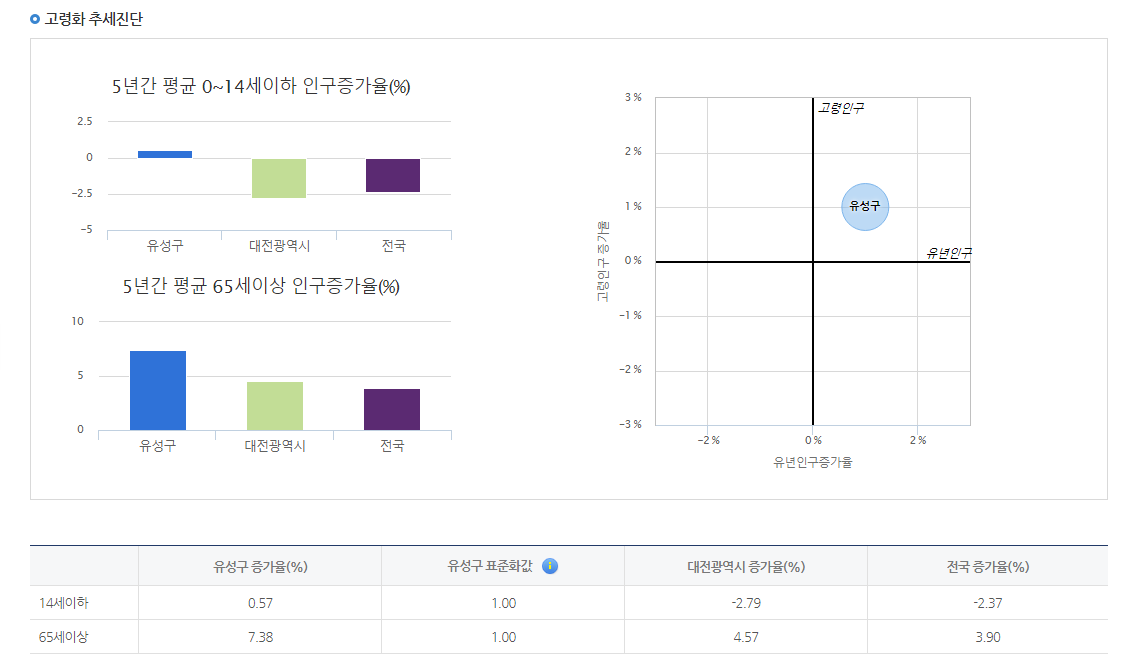 고령화 추세진단
5년간 평균 0~14세이하 인구증가율(%)
2.5
0
-2.5
-5
유성구 대전광역시 전국
5년간 평균 65세이상 인구증가율(%)
10
5
0
유성구 대전광역시 전국
3 %
2 %
1 %
0 %
-1 %
-2 %
-3 %
고령인구 증가율
고령인구
유성구
유년인구
-2 % 0 % 2 %
유년인구증가율
유성구 증가율(%) 유성구 표준화값 i 대전광역시 증가율(%) 전국 증가율(%)
14세이하 0.57 1.00 -2.79 -2.37
65세이상 7.38 1.00 4.57 3.90